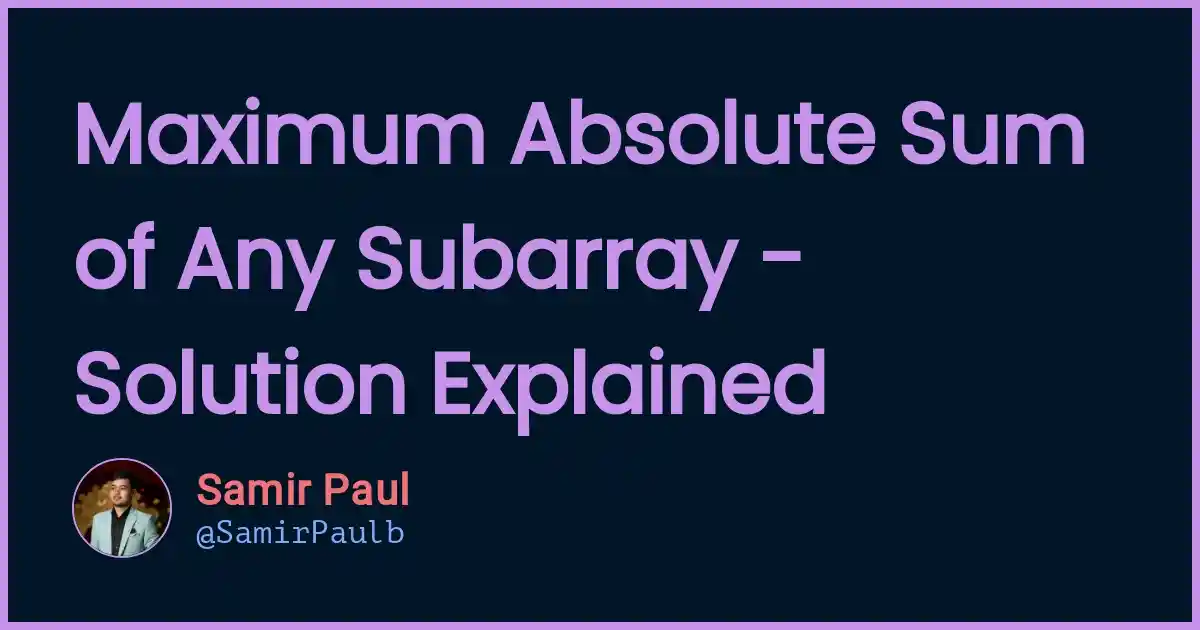 Maximum Absolute Sum
of Any Subarray -
Solution Explained
Samir Paul
@SamirPaulb